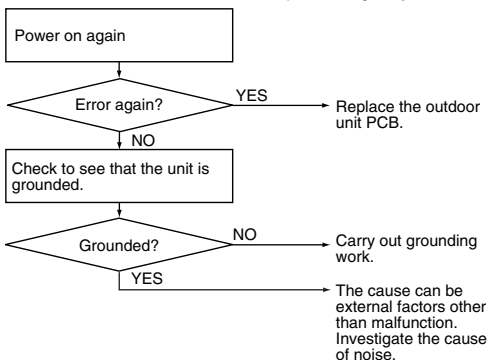 Power on again
Error again?
YES
Replace the outdoor
unit PCB.
NO
Check to see that the unit is
grounded.
Grounded?
NO
Carry out grounding
work.
YES
The cause can be
external factors other
than malfunction.
Investigate the cause
of noise.